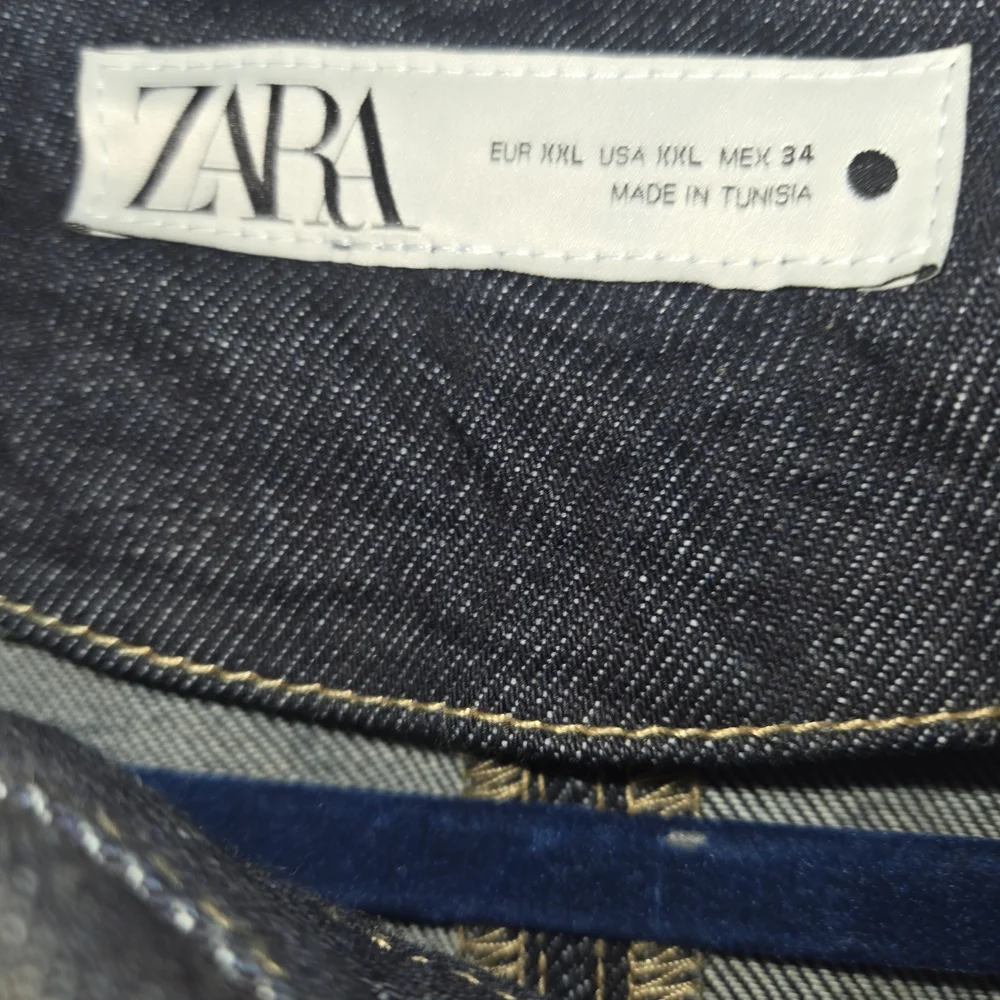 ZARA
EUR XXL USA XXL MEX 34
MADE IN TUNISIA